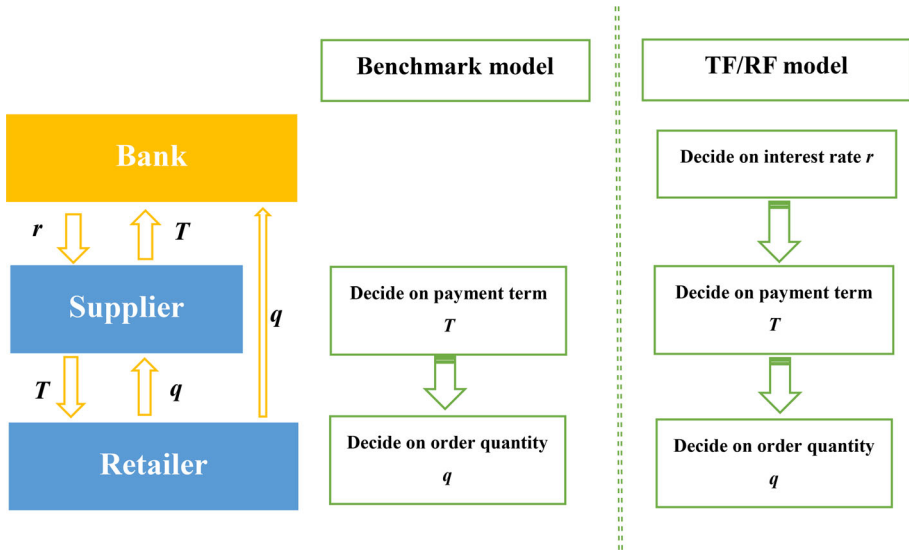 Benchmark model
TF/RF model
Bank
Decide on interest rate r
r
T
Supplier
Decide on payment term
T
Decide on payment term
T
q
T
q
Retailer
Decide on order quantity
q
Decide on order quantity
q